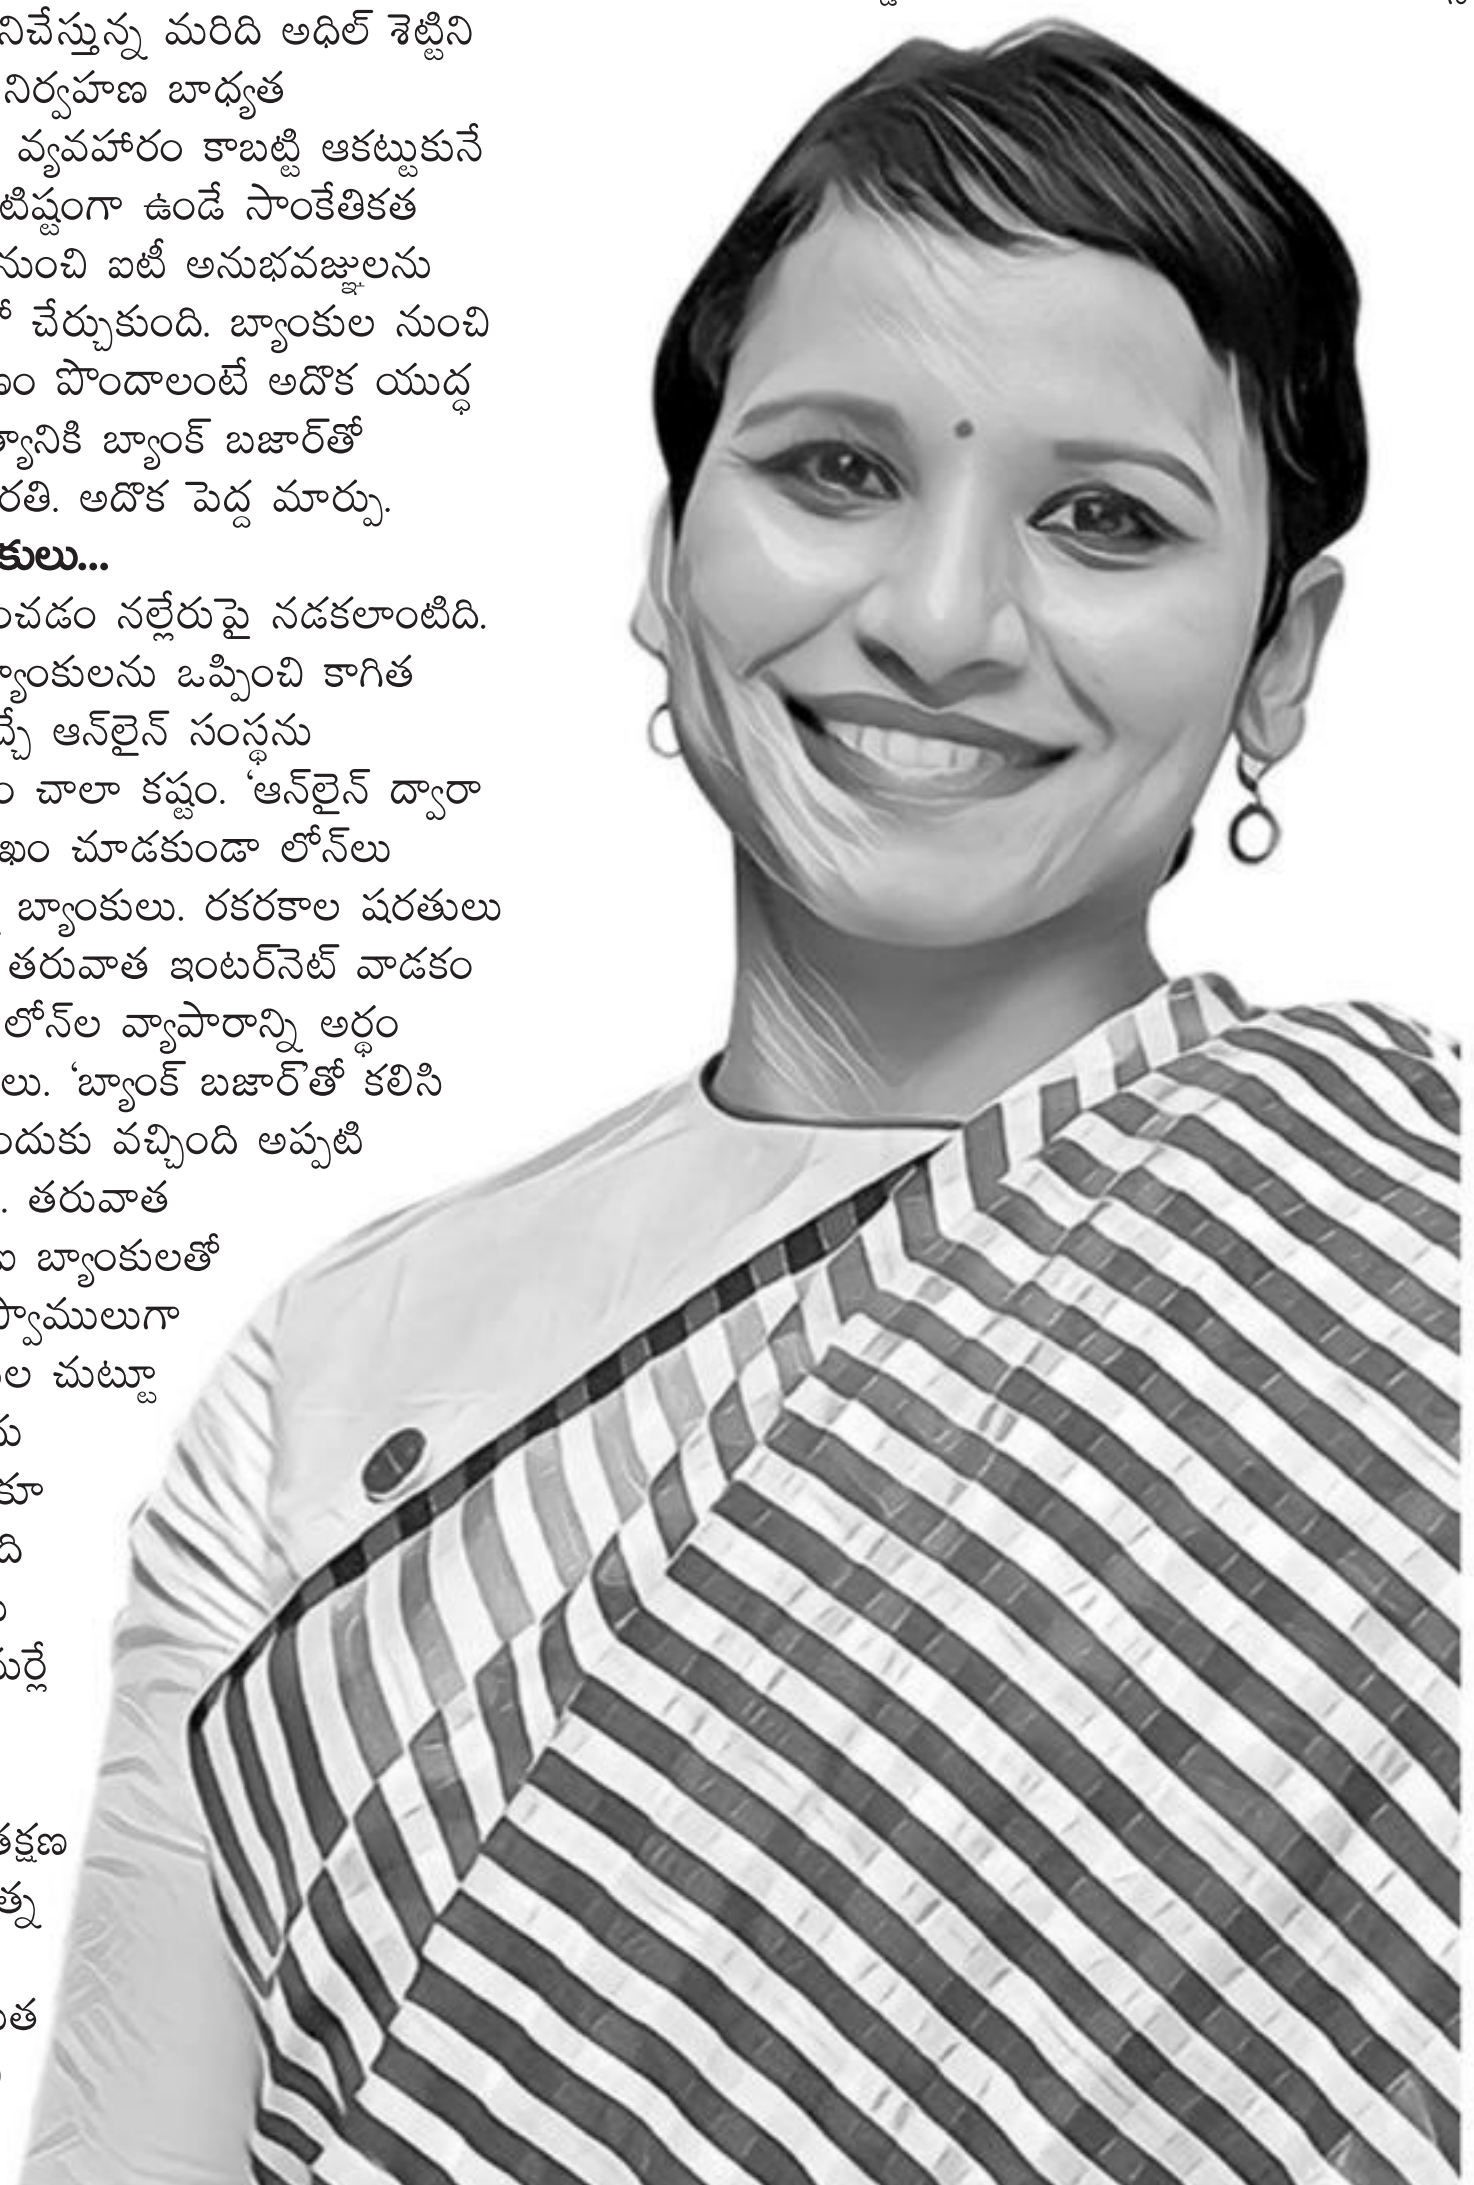 నిచేస్తున్న మరిది అధిల్ శెట్టిని
నిర్వహణ బాధ్యత
వ్యవహారం కాబట్టి ఆకట్టుకునే
టిష్టంగా ఉండే సాంకేతికత
నుంచి ఐటీ అనుభవజ్ఞులను
చేర్చుకుంది. బ్యాంకుల నుంచి
పొందాలంటే అదొక యుద్ధ
త్యానికి బ్యాంక్ బజార్‌తో
రతి. అదొక పెద్ద మార్పు.
కులు...
ంచడం నల్లేరుపై నడకలాంటిది.
్యాంకులను ఒప్పించి కాగిత
చ్చే ఆన్‌లైన్ సంస్థను
చాలా కష్టం. ‘ఆన్‌లైన్ ద్వారా
ఖం చూడకుండా లోన్‌లు
బ్యాంకులు. రకరకాల షరతులు
తరువాత ఇంటర్‌నెట్ వాడకం
లోన్‌ల వ్యాపారాన్ని అర్థం
లు. ‘బ్యాంక్ బజార్’తో కలిసి
ందుకు వచ్చింది అప్పటి
. తరువాత
ఐ బ్యాంకులతో
స్వాములుగా
ల చుట్టూ
కూ
ది
ుర్లే
తక్షణ
త్న
ిత